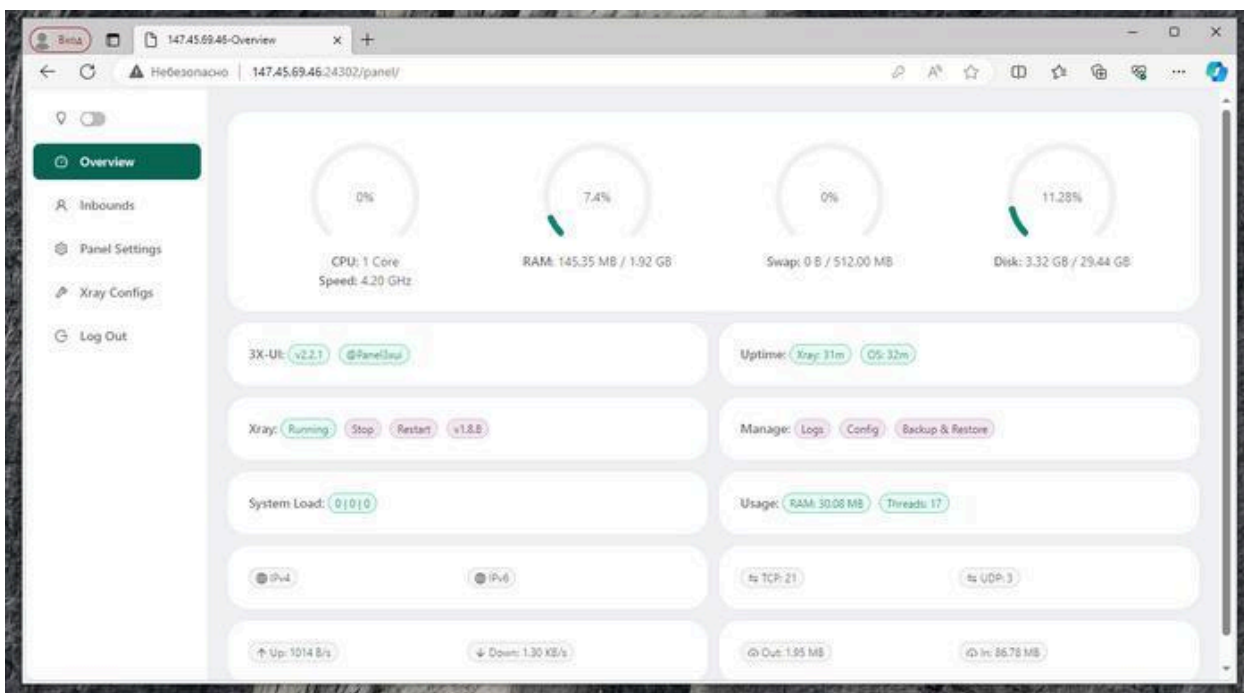 Вход
147.45.69.46-Overview
Небезопасно 147.45.69.46:24302/panel/
Overview
Inbounds
Panel Settings
Xray Configs
Log Out
0%
CPU: 1 Core
Speed: 4.20 GHz
7.4%
RAM: 145.35 MB / 1.92 GB
0%
Swap: 0 B / 512.00 MB
11.28%
Disk: 3.32 GB / 29.44 GB
3X-UI: v2.2.1 @Panel3xui
Uptime: Xray: 31m OS: 32m
Xray: Running Stop Restart v1.8.8
Manage: Logs Config Backup & Restore
System Load: 0 | 0 | 0
Usage: RAM: 30.08 MB Threads: 17
IPv4 IPv6
TCP: 21 UDP: 3
Up: 1014 B/s Down: 1.30 KB/s
Out: 1.95 MB In: 86.78 MB